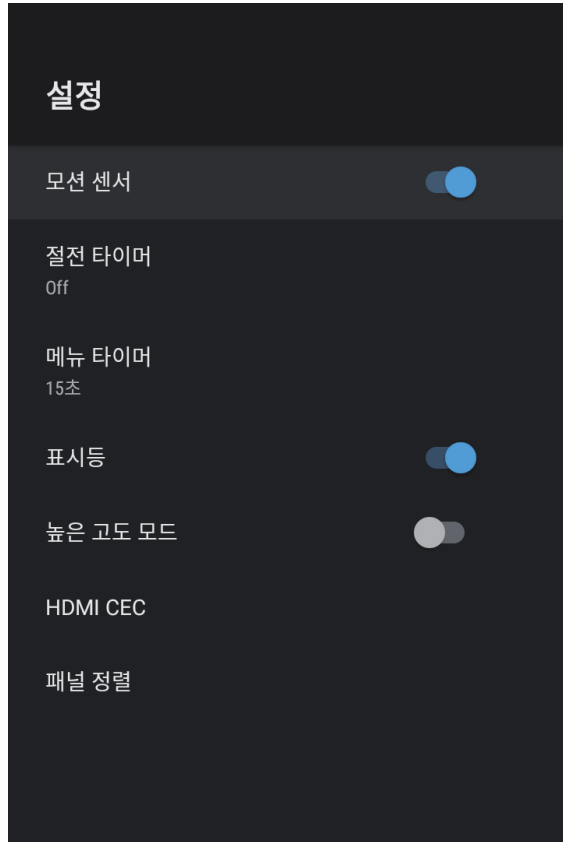 설정
모션 센서
절전 타이머
Off
메뉴 타이머
15초
표시등
높은 고도 모드
HDMI CEC
패널 정렬